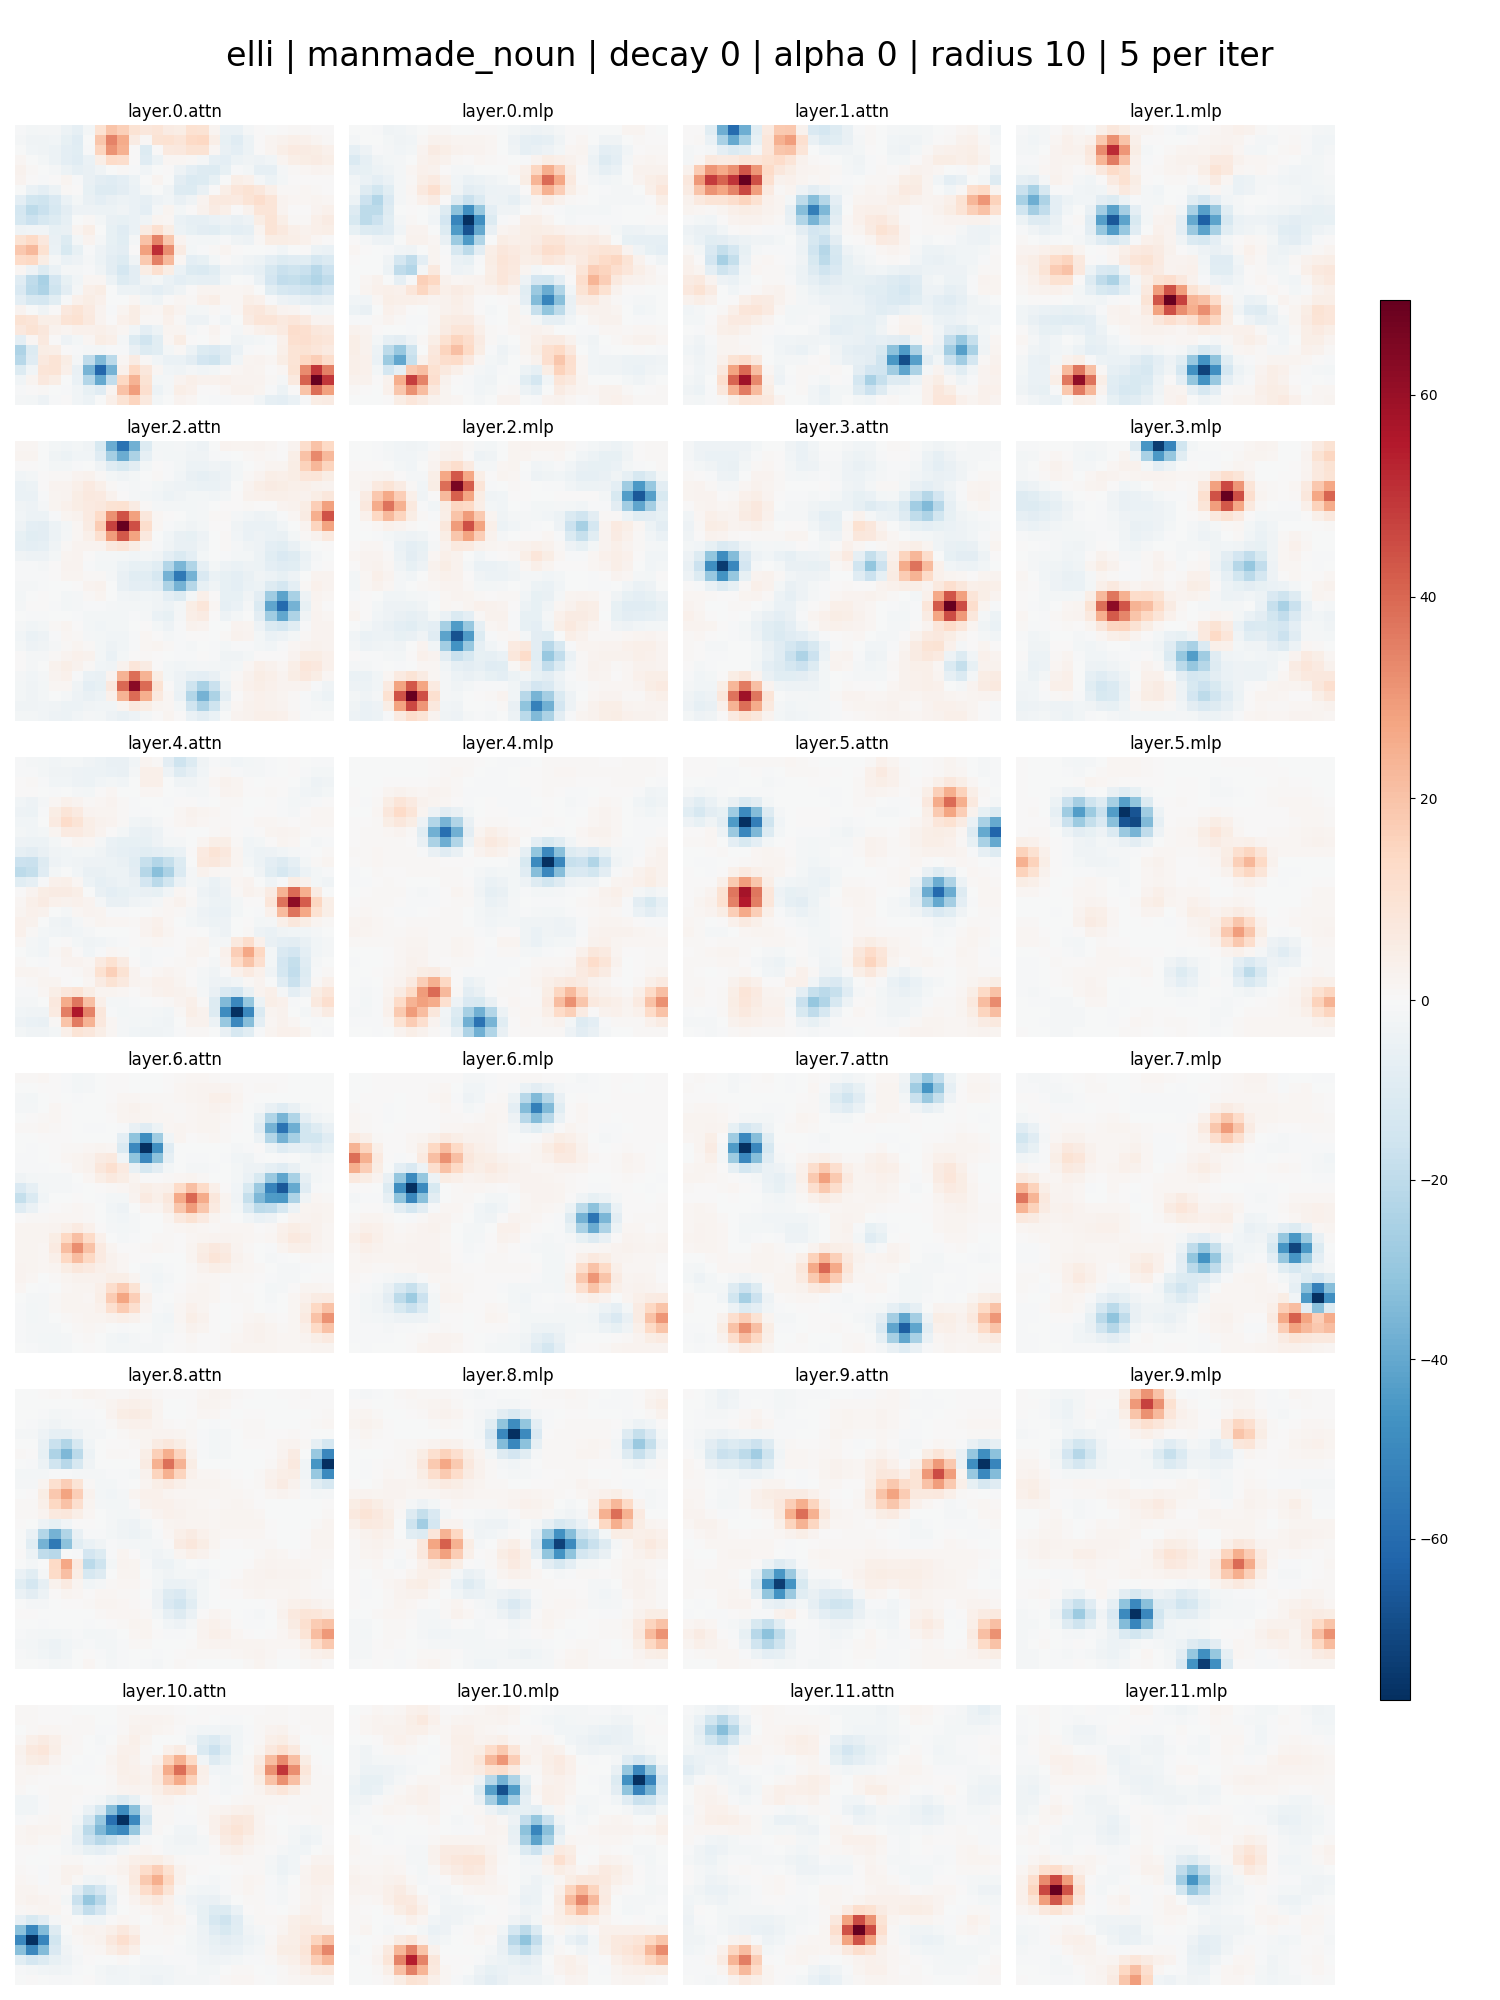 elli | manmade_noun | decay 0 | alpha 0 | radius 10 | 5 per iter
layer.0.attn
layer.0.mlp
layer.1.attn
layer.1.mlp
layer.2.attn
layer.2.mlp
layer.3.attn
layer.3.mlp
layer.4.attn
layer.4.mlp
layer.5.attn
layer.5.mlp
layer.6.attn
layer.6.mlp
layer.7.attn
layer.7.mlp
layer.8.attn
layer.8.mlp
layer.9.attn
layer.9.mlp
layer.10.attn
layer.10.mlp
layer.11.attn
layer.11.mlp
60
40
20
0
−20
−40
−60